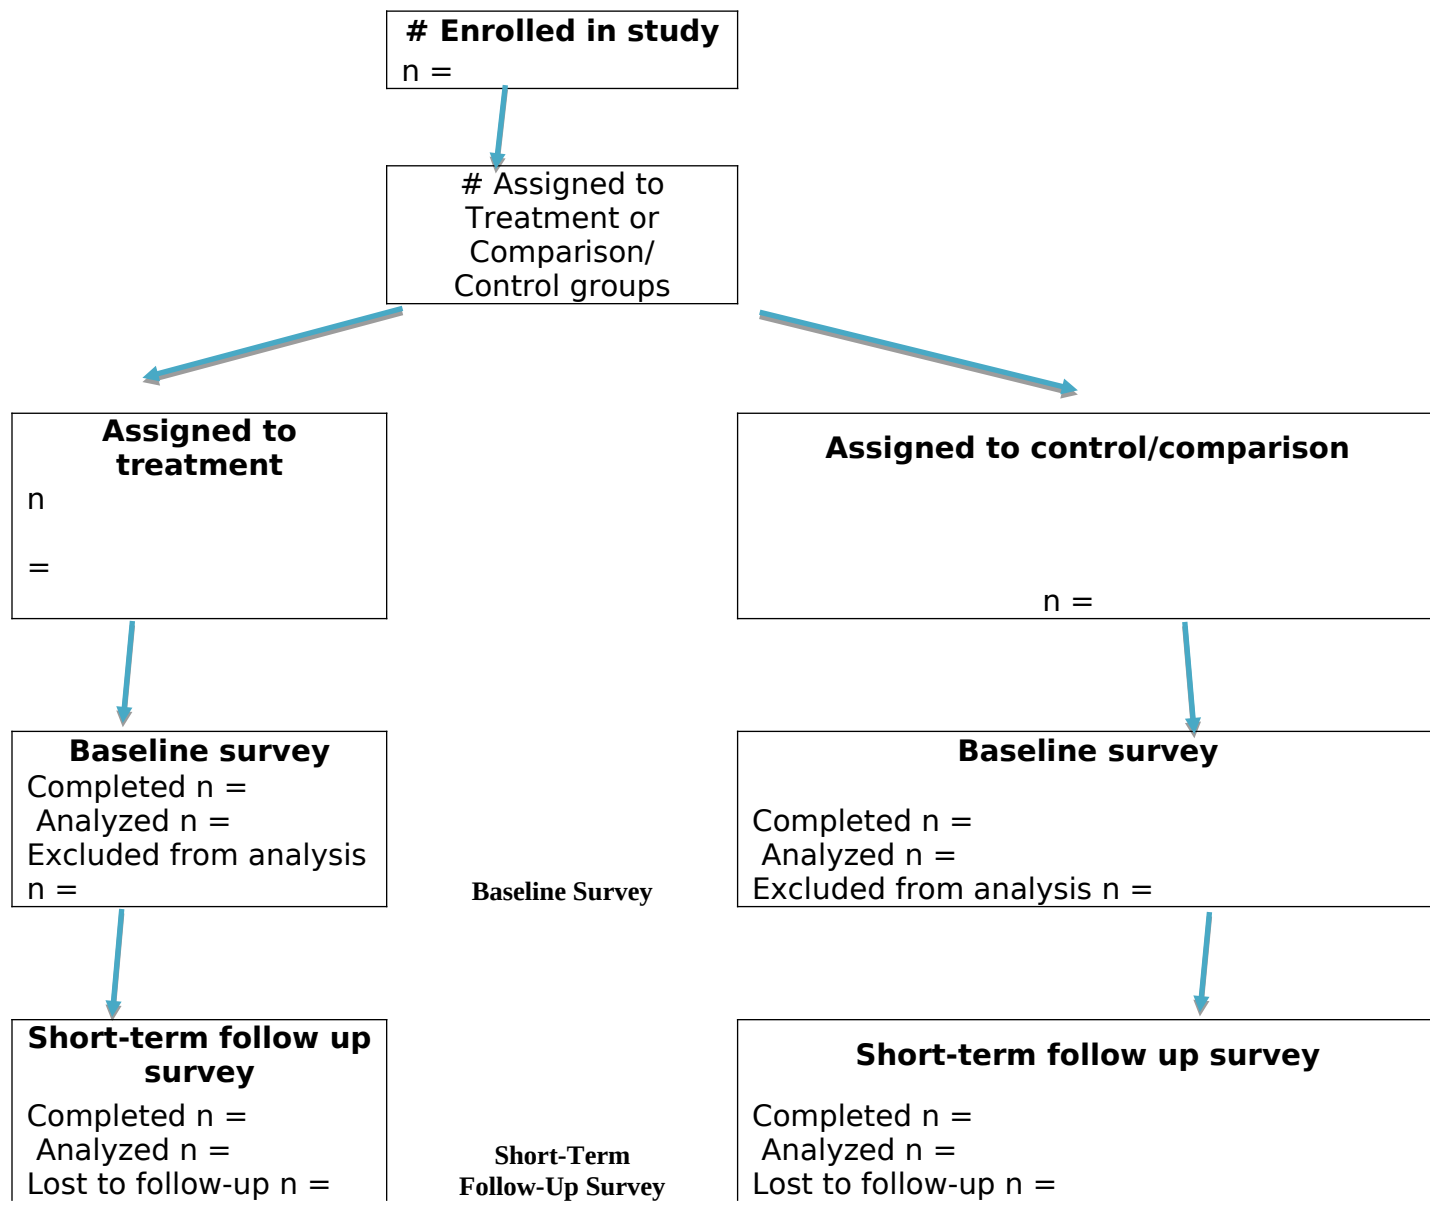 # Enrolled in study
n =
# Assigned to
Treatment or
Comparison/
Control groups
Assigned to
treatment
n
=
Assigned to control/comparison
n =
Baseline survey
Completed n =
Analyzed n =
Excluded from analysis
n =
Baseline Survey
Baseline survey
Completed n =
Analyzed n =
Excluded from analysis n =
Short-term follow up
survey
Completed n =
Analyzed n =
Lost to follow-up n =
Short-Term
Follow-Up Survey
Short-term follow up survey
Completed n =
Analyzed n =
Lost to follow-up n =